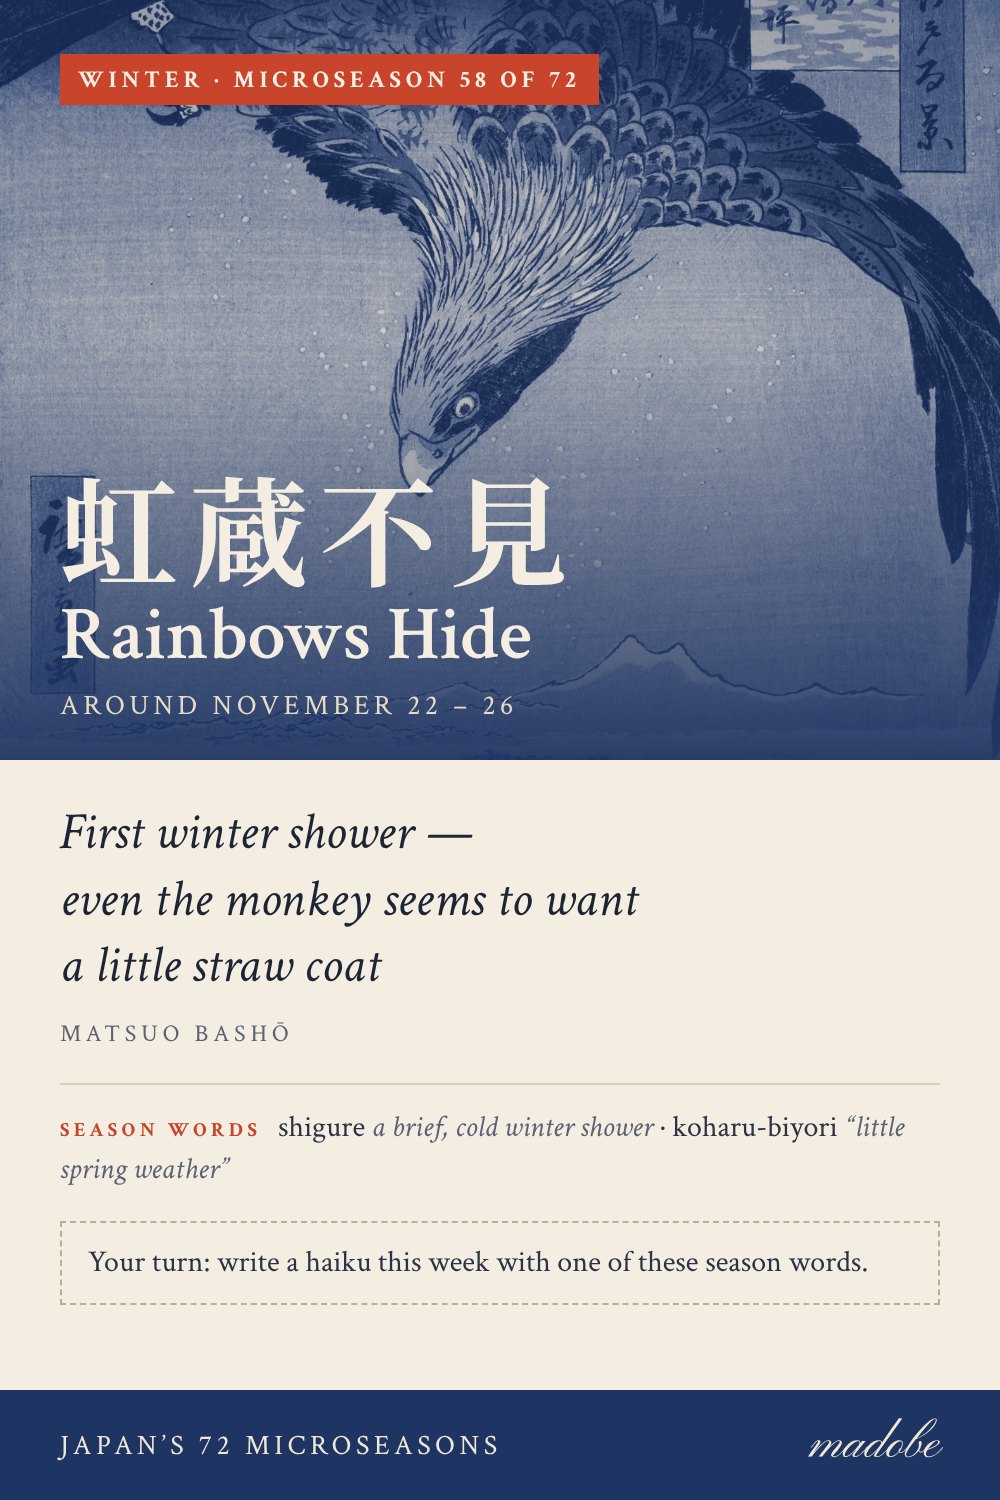 WINTER · MICROSEASON 58 OF 72
虹蔵不見
Rainbows Hide
AROUND NOVEMBER 22 – 26
First winter shower —
even the monkey seems to want
a little straw coat
MATSUO BASHŌ
SEASON WORDS shigure a brief, cold winter shower · koharu-biyori “little
spring weather”
Your turn: write a haiku this week with one of these season words.
JAPAN’S 72 MICROSEASONS
madobe